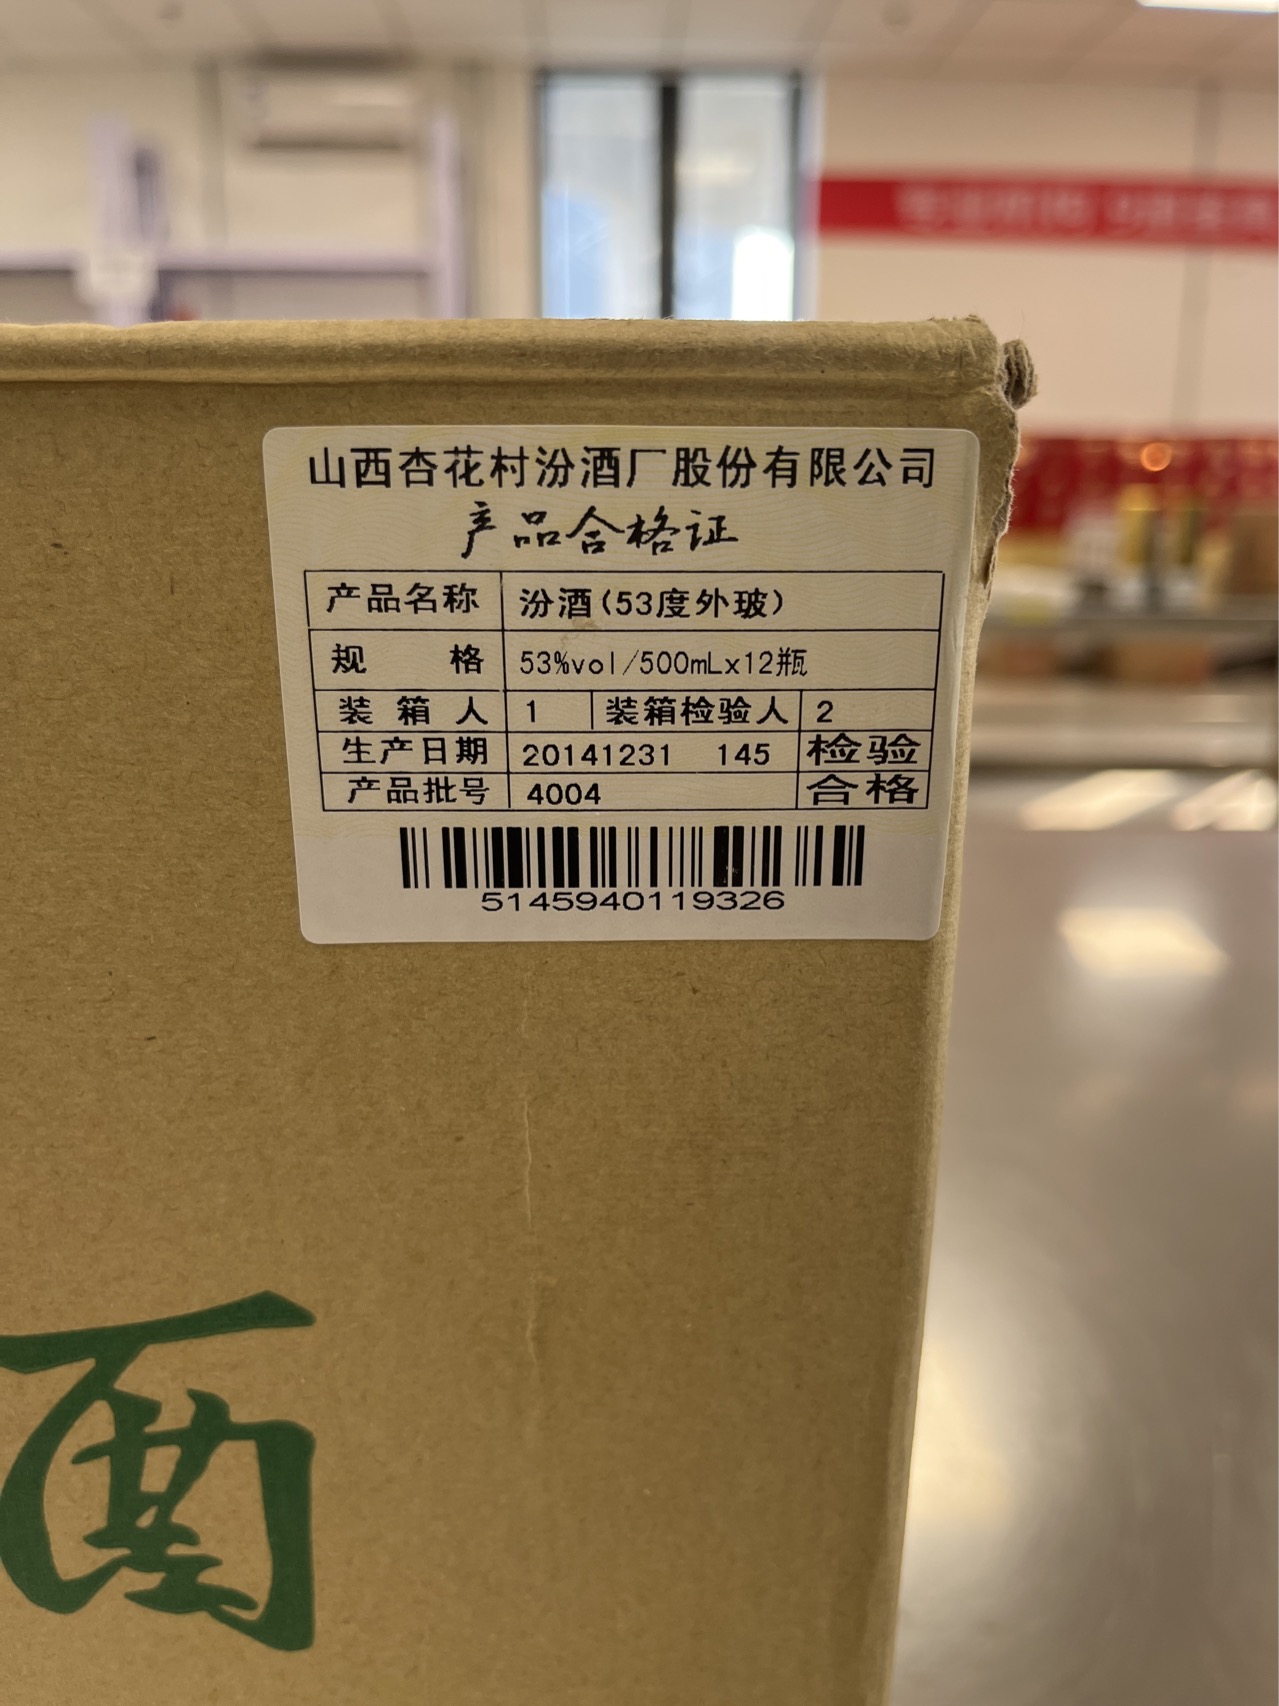 山西杏花村汾酒厂股份有限公司
产品合格证
产品名称 汾酒(53度外玻)
规 格 53%vol/500mLx12瓶
装箱人 1 装箱检验人 2
生产日期 20141231 145 检验
产品批号 4004 合格
5145940119326